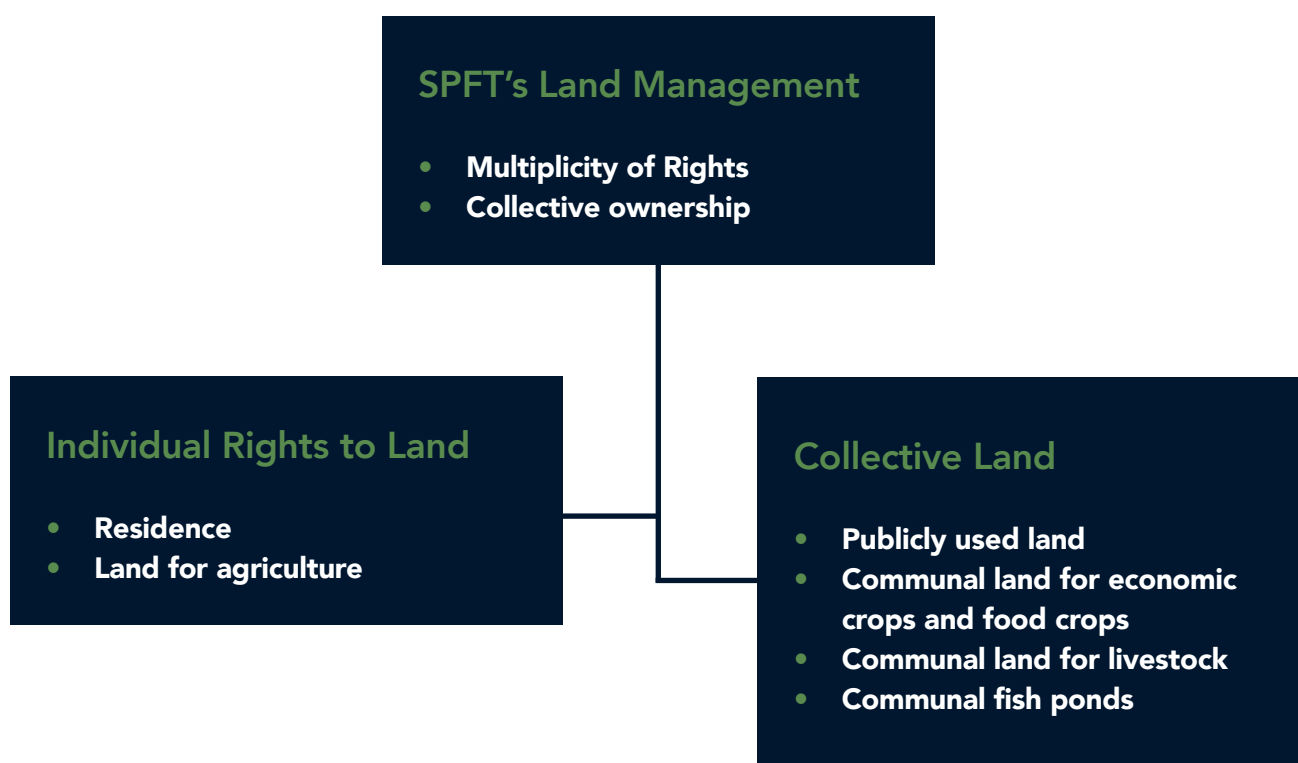 SPFT's Land Management
• Multiplicity of Rights
• Collective ownership
Individual Rights to Land
• Residence
• Land for agriculture
Collective Land
• Publicly used land
• Communal land for economic
crops and food crops
• Communal land for livestock
• Communal fish ponds